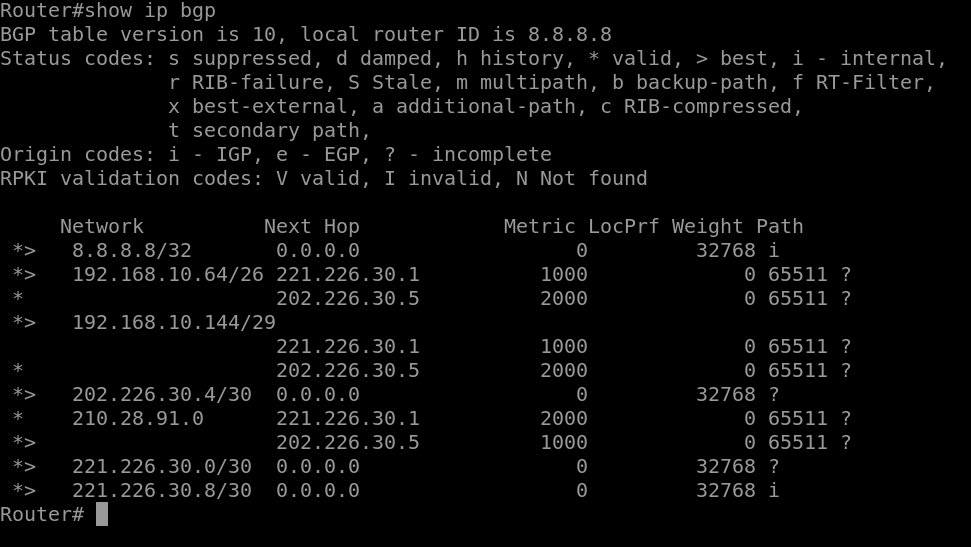 Router#show ip bgp
BGP table version is 10, local router ID is 8.8.8.8
Status codes: s suppressed, d damped, h history, * valid, > best, i - internal,
              r RIB-failure, S Stale, m multipath, b backup-path, f RT-Filter,
              x best-external, a additional-path, c RIB-compressed,
              t secondary path,
Origin codes: i - IGP, e - EGP, ? - incomplete
RPKI validation codes: V valid, I invalid, N Not found

     Network          Next Hop            Metric LocPrf Weight Path
 *>   8.8.8.8/32       0.0.0.0                  0         32768 i
 *>   192.168.10.64/26 221.226.30.1          1000             0 65511 ?
 *                     202.226.30.5          2000             0 65511 ?
 *>   192.168.10.144/29
                       221.226.30.1          1000             0 65511 ?
 *                     202.226.30.5          2000             0 65511 ?
 *>   202.226.30.4/30  0.0.0.0                  0         32768 ?
 *    210.28.91.0      221.226.30.1          2000             0 65511 ?
 *>                    202.226.30.5          1000             0 65511 ?
 *>   221.226.30.0/30  0.0.0.0                  0         32768 ?
 *>   221.226.30.8/30  0.0.0.0                  0         32768 i
Router#